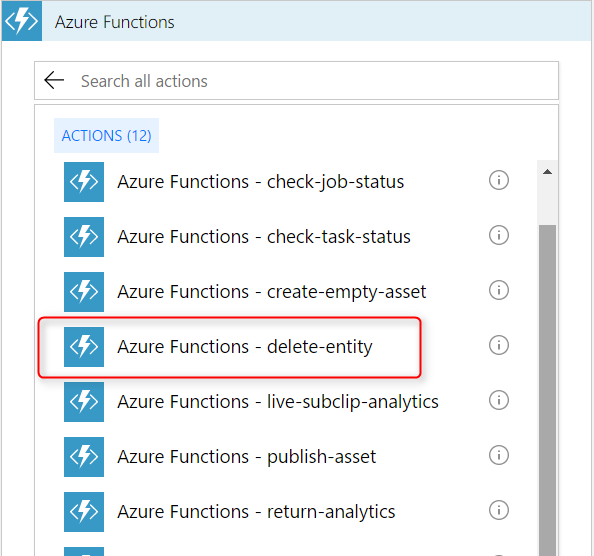 Azure Functions
Search all actions
ACTIONS (12)
Azure Functions - check-job-status
Azure Functions - check-task-status
Azure Functions - create-empty-asset
Azure Functions - delete-entity
Azure Functions - live-subclip-analytics
Azure Functions - publish-asset
Azure Functions - return-analytics